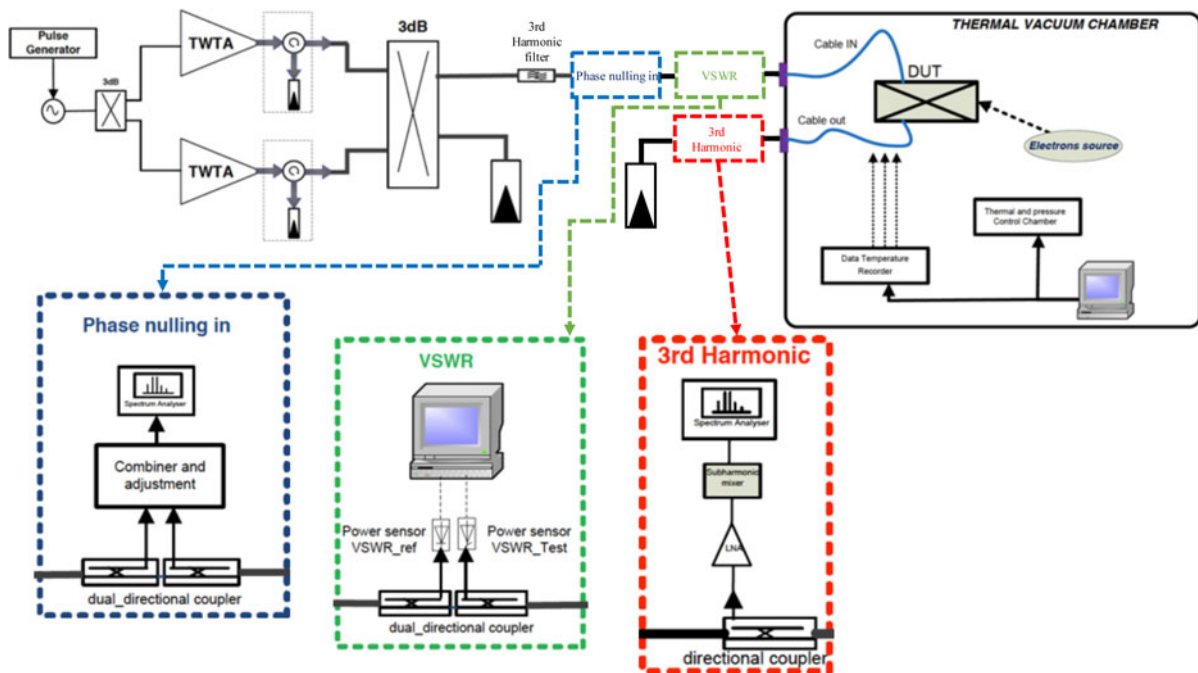 Pulse
Generator
3dB
TWTA
TWTA
3dB
3rd
Harmonic
filter
Phase nulling in
VSWR
3rd
Harmonic
THERMAL VACUUM CHAMBER
Cable IN
DUT
Cable out
Electrons source
Thermal and pressure
Control Chamber
Data Temperature
Recorder
Phase nulling in
Spectrum Analyser
Combiner and
adjustment
dual_directional coupler
VSWR
Power sensor
VSWR_ref
Power sensor
VSWR_Test
dual_directional coupler
3rd Harmonic
Spectrum Analyser
Subharmonic
mixer
LNA
directional coupler